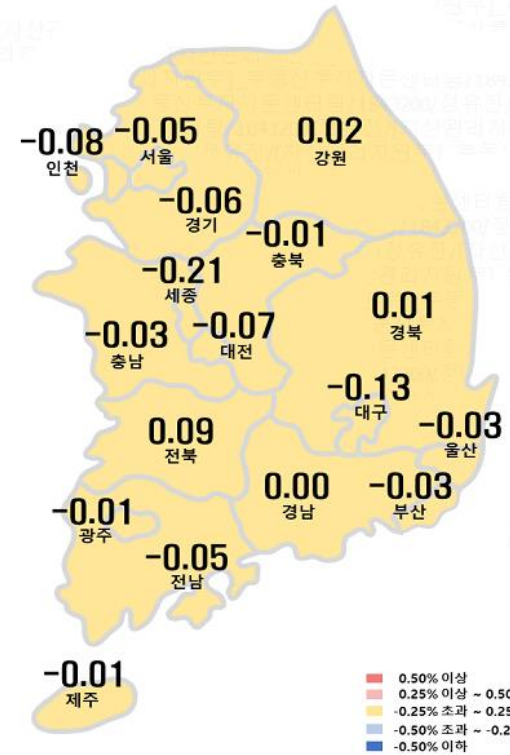 -0.08
인천
-0.05
서울
0.02
강원
-0.06
경기
-0.01
충북
-0.21
세종
-0.03
충남
-0.07
대전
0.01
경북
-0.13
대구
-0.03
울산
0.09
전북
0.00
경남
-0.03
부산
-0.01
광주
-0.05
전남
-0.01
제주
0.50% 이상
0.25% 이상 ~ 0.50
-0.25% 초과 ~ 0.25
-0.50% 초과 ~ -0.2
-0.50% 이하